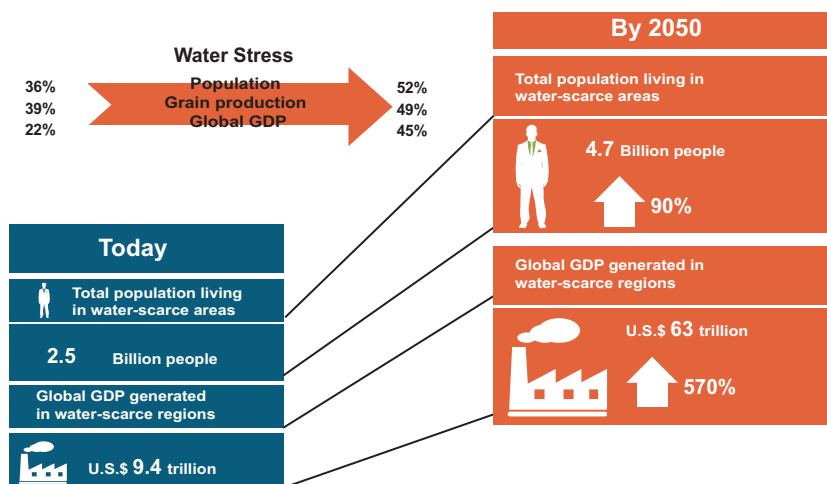 Water Stress
36% Population 52%
39% Grain production 49%
22% Global GDP 45%
Today
Total population living
in water-scarce areas
2.5 Billion people
Global GDP generated
in water-scarce regions
U.S.$ 9.4 trillion
By 2050
Total population living in
water-scarce areas
4.7 Billion people
90%
Global GDP generated in
water-scarce regions
U.S.$ 63 trillion
570%